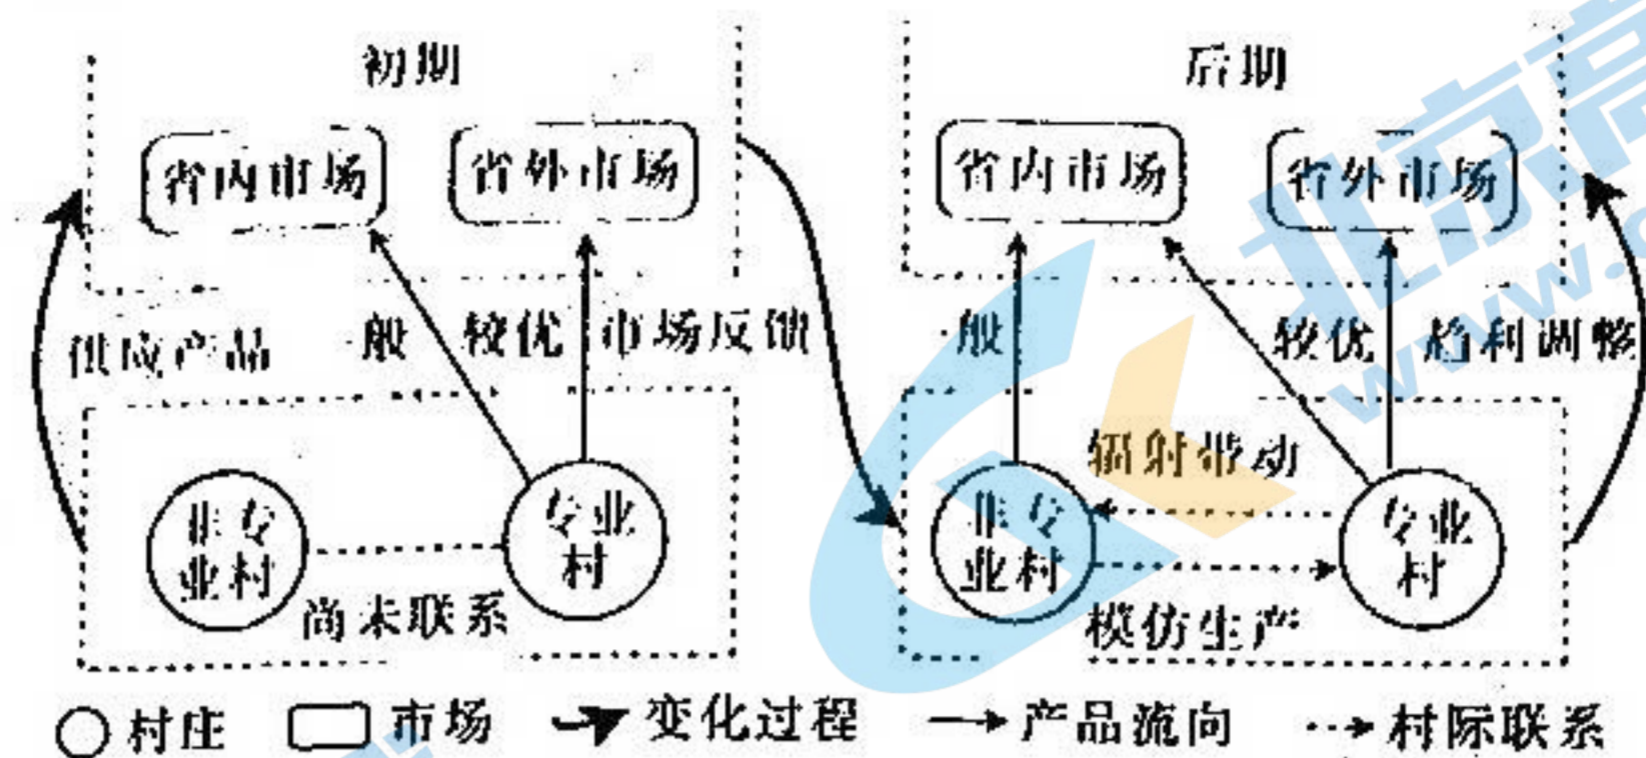 初期
后期
省内市场
省外市场
省内市场
省外市场
供应产品
一般
较优
市场反馈
一般
较优
趋利调整
辐射带动
非专
业村
专业
村
非专
业村
专业
村
尚未联系
模仿生产
村庄
市场
变化过程
产品流向
村际联系
北京高
www.